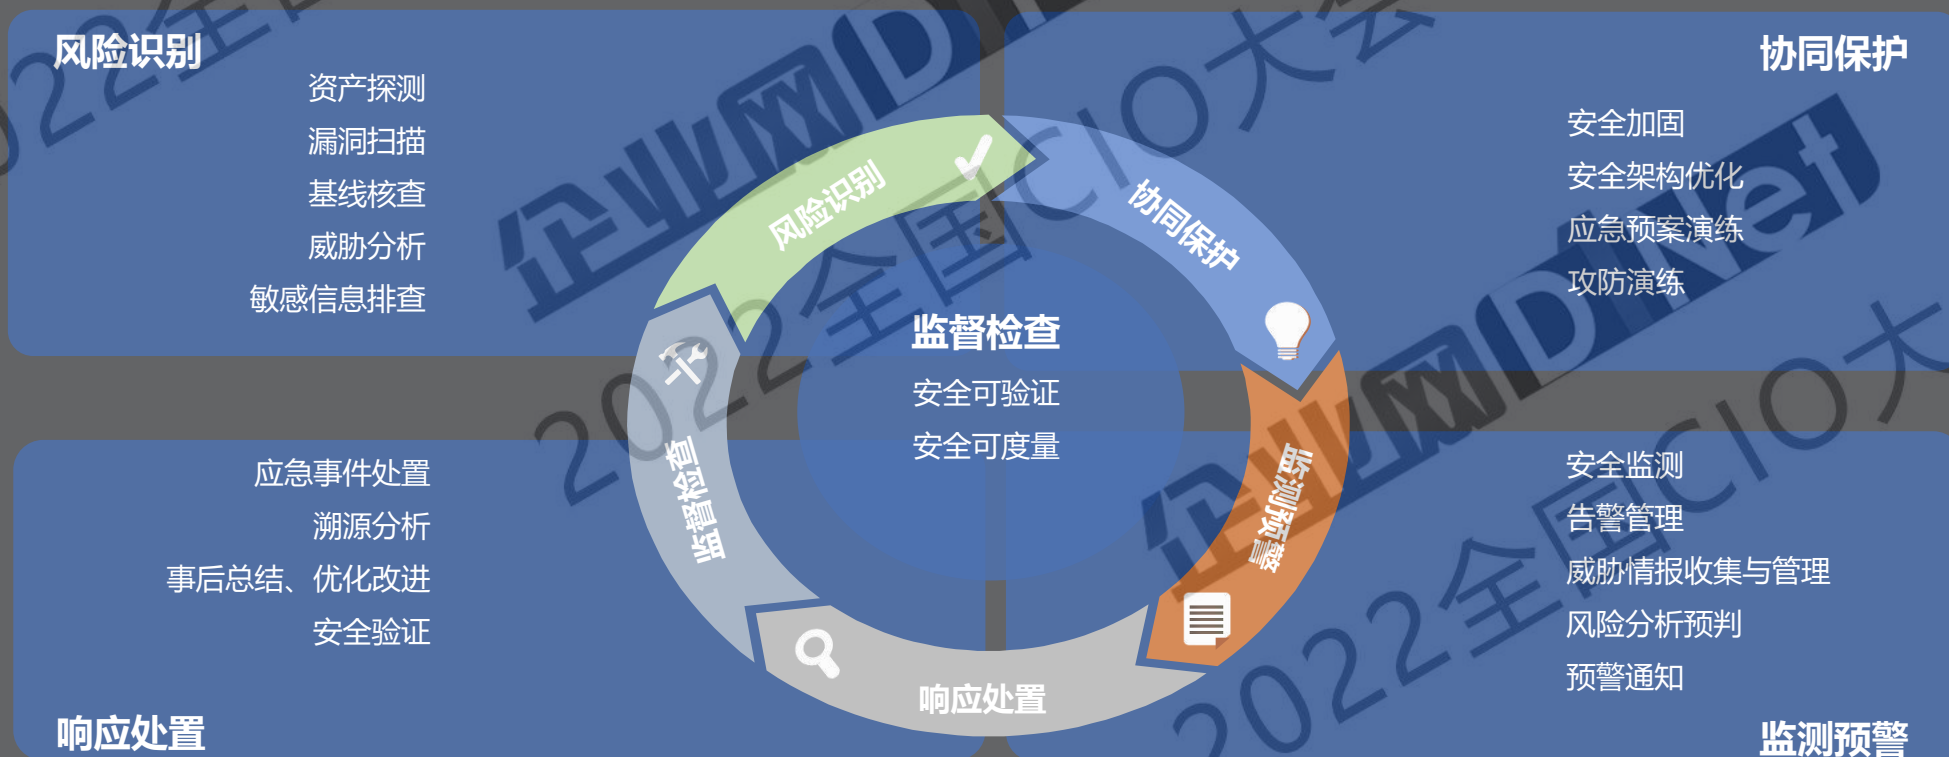 风险识别
资产探测
漏洞扫描
基线核查
威胁分析
敏感信息排查
协同保护
安全加固
安全架构优化
应急预案演练
攻防演练
风险识别
协同保护
监测预警
响应处置
监督检查
监督检查
安全可验证
安全可度量
应急事件处置
溯源分析
事后总结、优化改进
安全验证
响应处置
安全监测
告警管理
威胁情报收集与管理
风险分析预判
预警通知
监测预警
2022全国
企业网D1Net
2022全国CIO大会
企业网D1Net
2022全国CIO大